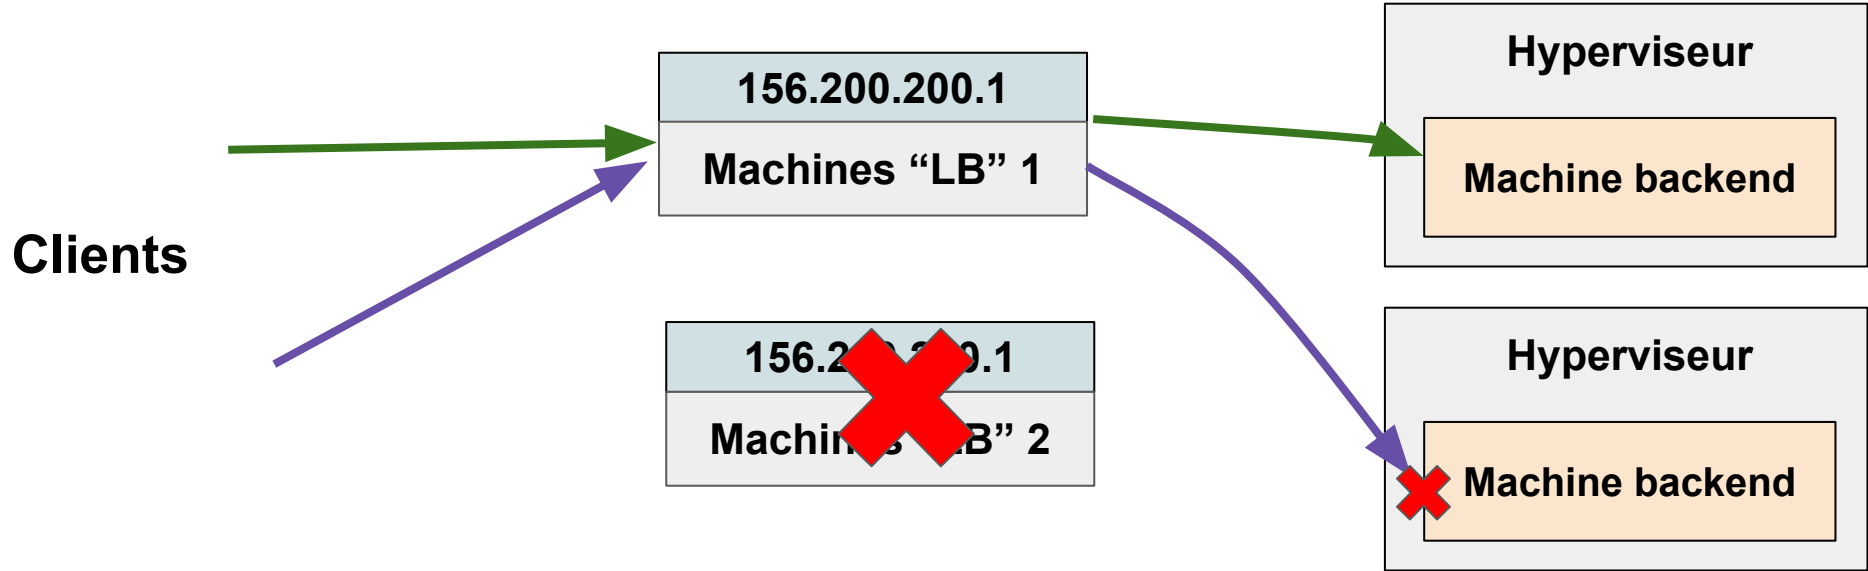 Clients
156.200.200.1
Machines “LB” 1
156.2 0.1
B” 2
Hyperviseur
Machine backend
Hyperviseur
Machine backend